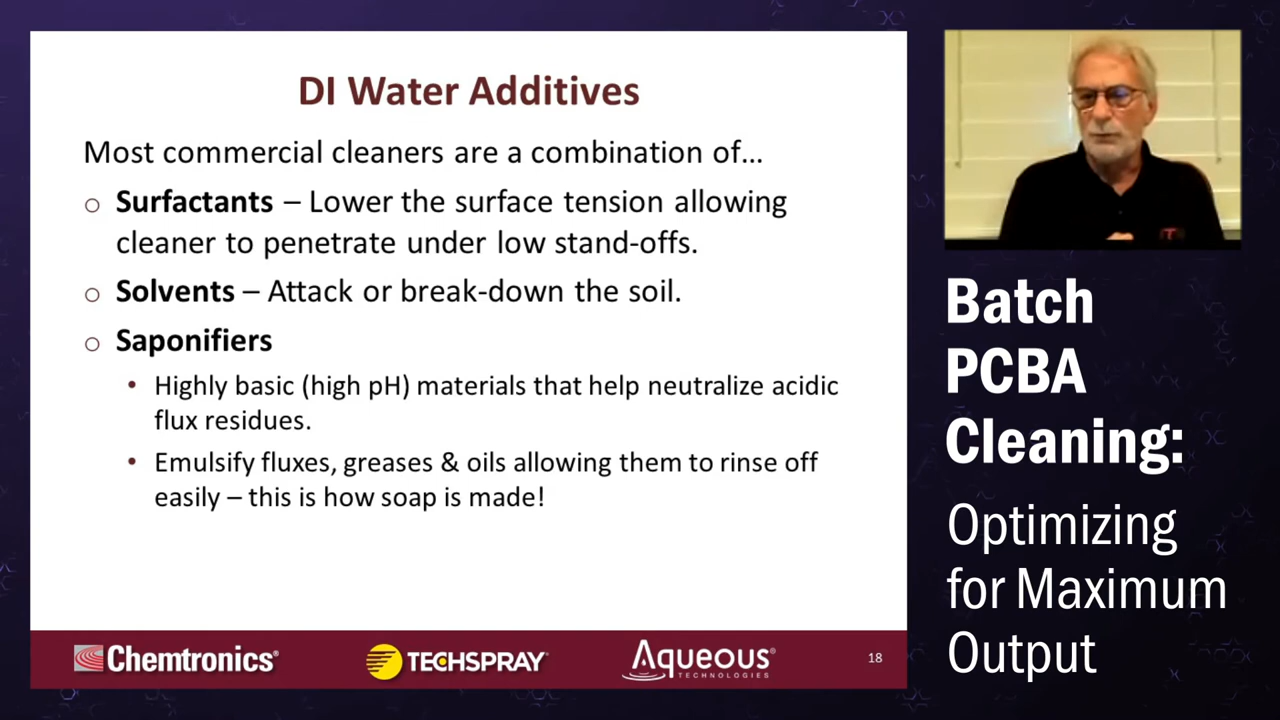 DI Water Additives
Most commercial cleaners are a combination of…
○ Surfactants – Lower the surface tension allowing
cleaner to penetrate under low stand-offs.
○ Solvents – Attack or break-down the soil.
○ Saponifiers
• Highly basic (high pH) materials that help neutralize acidic
flux residues.
• Emulsify fluxes, greases & oils allowing them to rinse off
easily – this is how soap is made!
Chemtronics®
TECHSPRAY®
Aqueous®
TECHNOLOGIES
18
Batch
PCBA
Cleaning:
Optimizing
for Maximum
Output